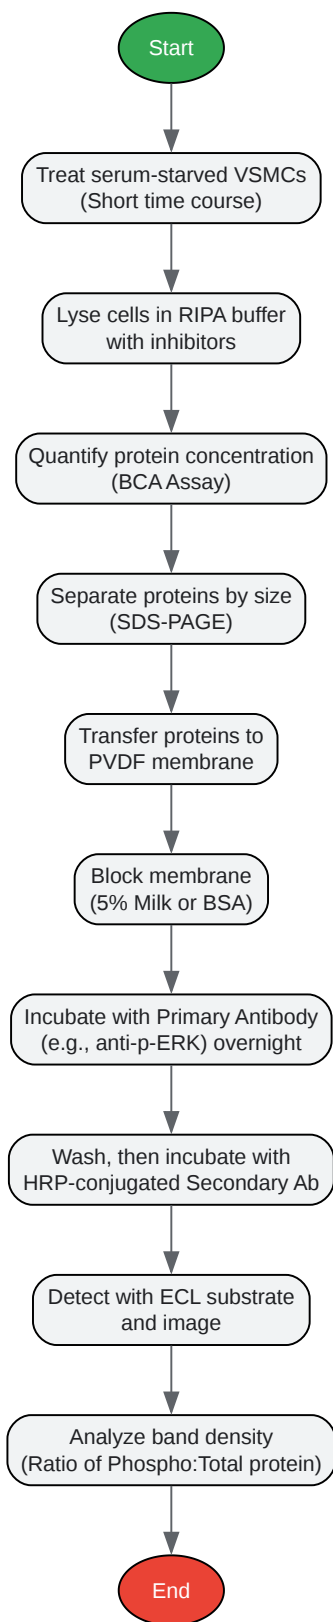 Start
Treat serum-starved VSMCs
(Short time course)
Lyse cells in RIPA buffer
with inhibitors
Quantify protein concentration
(BCA Assay)
Separate proteins by size
(SDS-PAGE)
Transfer proteins to
PVDF membrane
Block membrane
(5% Milk or BSA)
Incubate with Primary Antibody
(e.g., anti-p-ERK) overnight
Wash, then incubate with
HRP-conjugated Secondary Ab
Detect with ECL substrate
and image
Analyze band density
(Ratio of Phospho:Total protein)
End